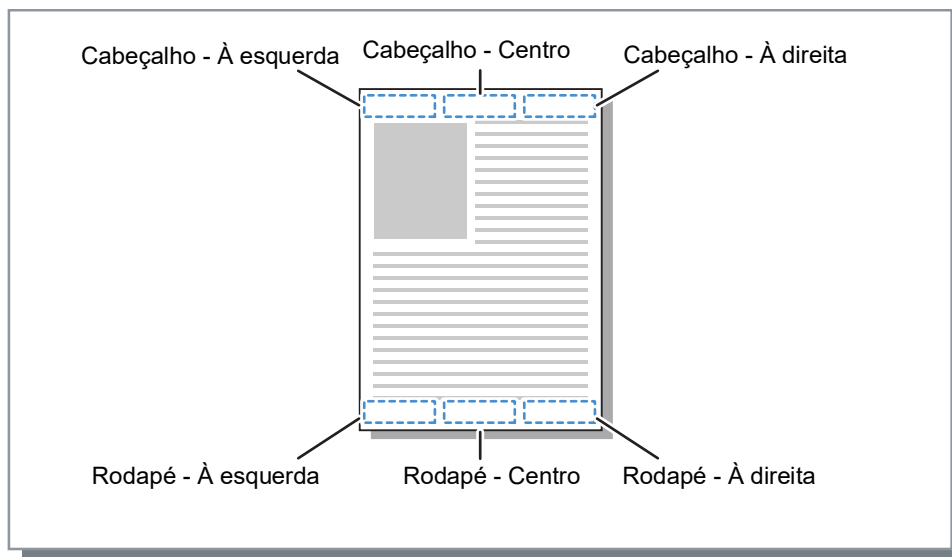 Cabeçalho - À esquerda
Cabeçalho - Centro
Cabeçalho - À direita
Rodapé - À esquerda
Rodapé - Centro
Rodapé - À direita